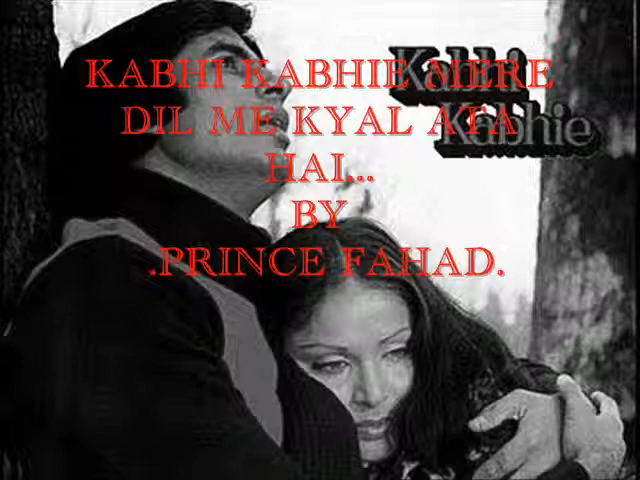 Kabhi
Kabhie
KABHI KABHIE MERE
DIL ME KYAL ATA
HAI...
BY
.PRINCE FAHAD.